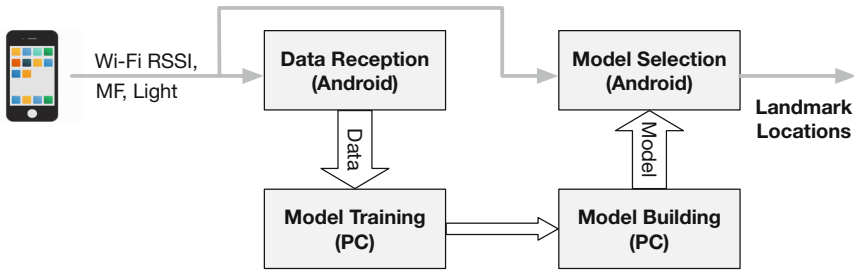 Wi-Fi RSSI,
MF, Light
Data Reception
(Android)
Model Selection
(Android)
Landmark
Locations
Data
Model
Model Training
(PC)
Model Building
(PC)